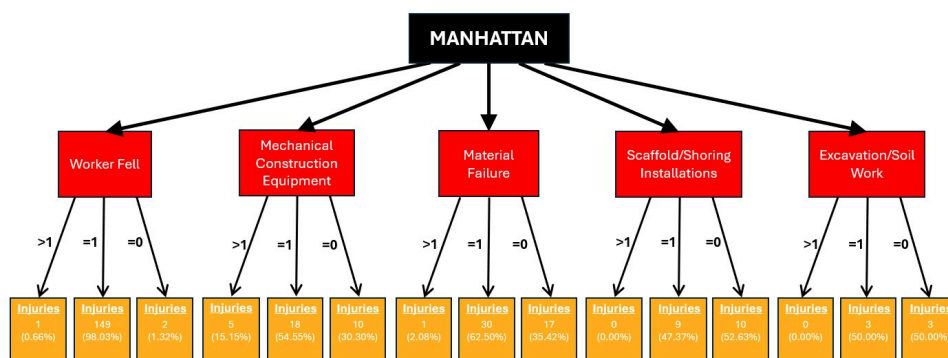 MANHATTAN
Worker Fell
Mechanical
Construction
Equipment
Material
Failure
Scaffold/Shoring
Installations
Excavation/Soil
Work
>1
=1
=0
>1
=1
=0
>1
=1
=0
>1
=1
=0
>1
=1
=0
Injuries
1
(0.66%)
Injuries
149
(98.03%)
Injuries
2
(1.32%)
Injuries
5
(15.15%)
Injuries
18
(54.55%)
Injuries
10
(30.30%)
Injuries
1
(2.08%)
Injuries
30
(62.50%)
Injuries
17
(35.42%)
Injuries
0
(0.00%)
Injuries
9
(47.37%)
Injuries
10
(52.63%)
Injuries
0
(0.00%)
Injuries
3
(50.00%)
Injuries
3
(50.00%)